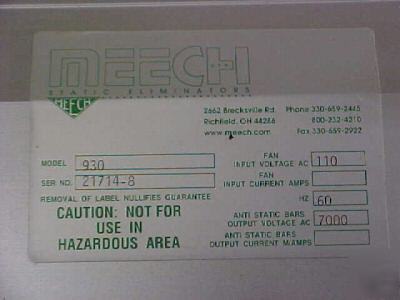 MEECH
STATIC ELIMINATORS
MEECH
2662 Brecksville Rd. Phone 330-659-2445
Richfield, OH 44286 800-232-4210
www.meech.com Fax 330-659-2922
MODEL 930
SER NO. 21714-8
REMOVAL OF LABEL NULLIFIES GUARANTEE
CAUTION: NOT FOR
USE IN
HAZARDOUS AREA
FAN
INPUT VOLTAGE AC 110
FAN
INPUT CURRENT AMPS
HZ 60
ANTI STATIC BARS
OUTPUT VOLTAGE AC 7000
ANTI STATIC BARS
OUTPUT CURRENT M/AMPS